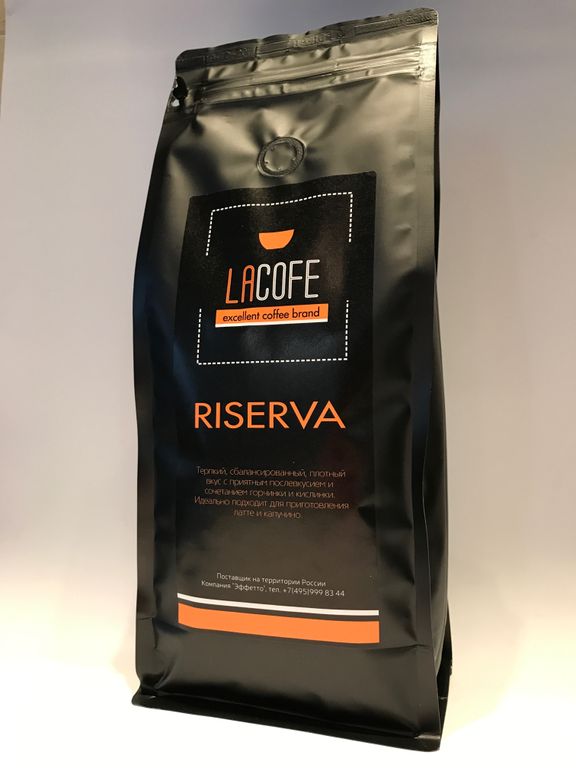 LACOFE
excellent coffee brand
RISERVA
Терпкий, сбалансированный, плотный
вкус с приятным послевкусием и
сочетанием горчинки и кислинки.
Идеально подходит для приготовления
латте и капучино.
Поставщик на территории России
Компания "Эффетто", тел. +7(495)999 83 44